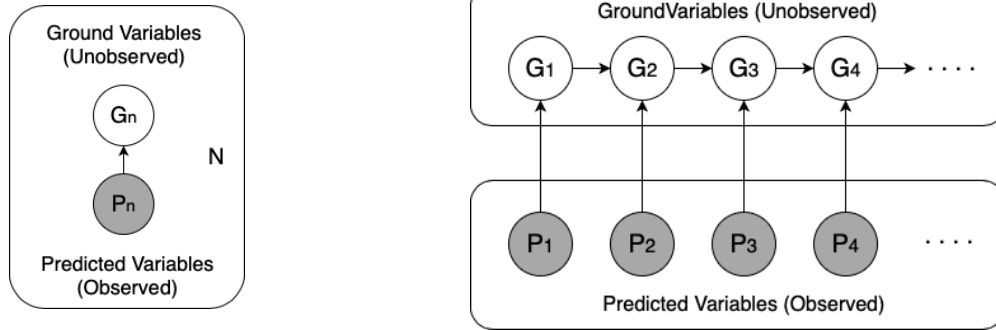 Ground Variables
(Unobserved)
Gn
N
Pn
Predicted Variables
(Observed)
GroundVariables (Unobserved)
G1 G2 G3 G4 · · · ·
P1 P2 P3 P4 · · · ·
Predicted Variables (Observed)